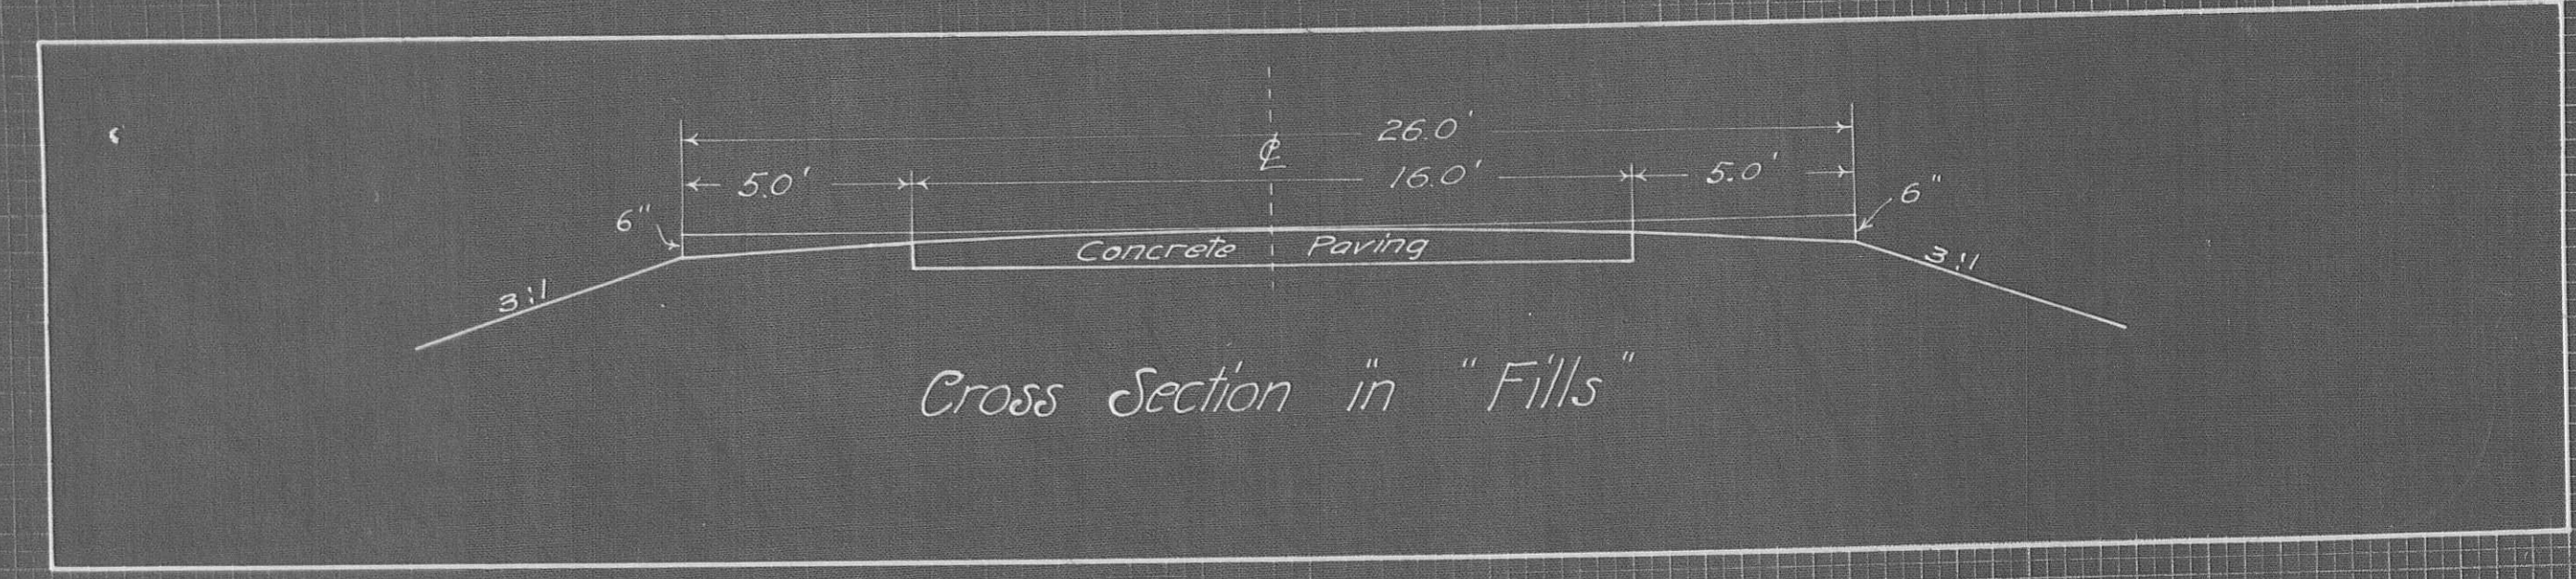 26.0'
℄
5.0' 16.0' 5.0'
6" 6"
Concrete Paving
3:1 3:1
Cross Section in "Fills"